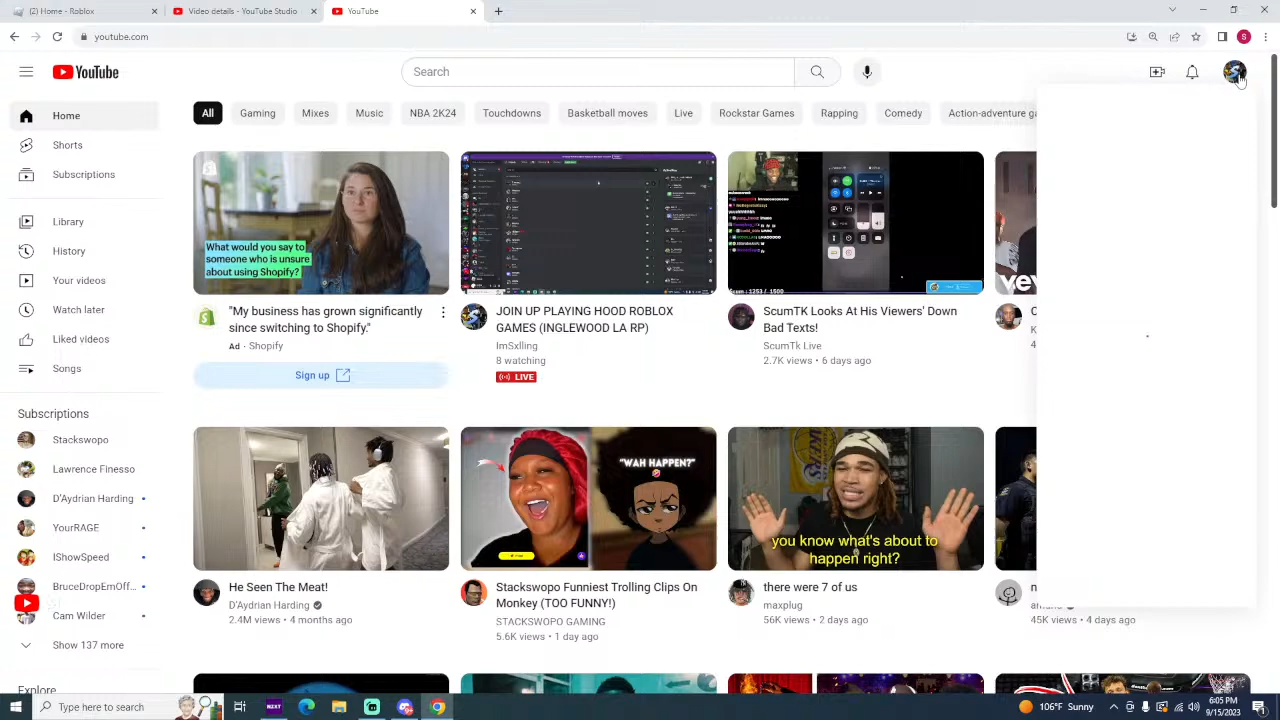 (2) Home - Roblox
Video details - YouTube Studio
YouTube
youtube.com
S
YouTube
Search
Home
Shorts
Subscriptions
History
Your videos
Watch later
Liked videos
Songs
Subscriptions
Stackswopo
Lawrence Finesso
D'Aydrian Harding
YourRAGE
IShowSpeed
BruceDropEmOff...
Cam Wilder
Show 137 more
Explore
All
Gaming
Mixes
Music
NBA 2K24
Touchdowns
Basketball moves
Live
Rockstar Games
Rapping
Comedy
Action-adventure ga
What would you say to
someone who is unsure
about using Shopify?
"My business has grown significantly
since switching to Shopify."
Ad · Shopify
Sign up
JOIN UP PLAYING HOOD ROBLOX
GAMES (INGLEWOOD LA RP)
ImSxlling
8 watching
LIVE
Scum : 1253 / 1500
ScumTk Looks At His Viewers' Down
Bad Texts!
ScumTk Live
2.7K views • 6 days ago
He Seen The Meat!
D'Aydrian Harding
2.4M views • 4 months ago
"WAH HAPPEN?"
Stackswopo Funniest Trolling Clips On
Monkey (TOO FUNNY!)
STACKSWOPO GAMING
5.6K views • 1 day ago
you know what's about to
happen right?
there were 7 of us
maxplug
56K views • 2 days ago
45K views • 4 days ago
Type here to search
106°F Sunny
6:05 PM
9/15/2023